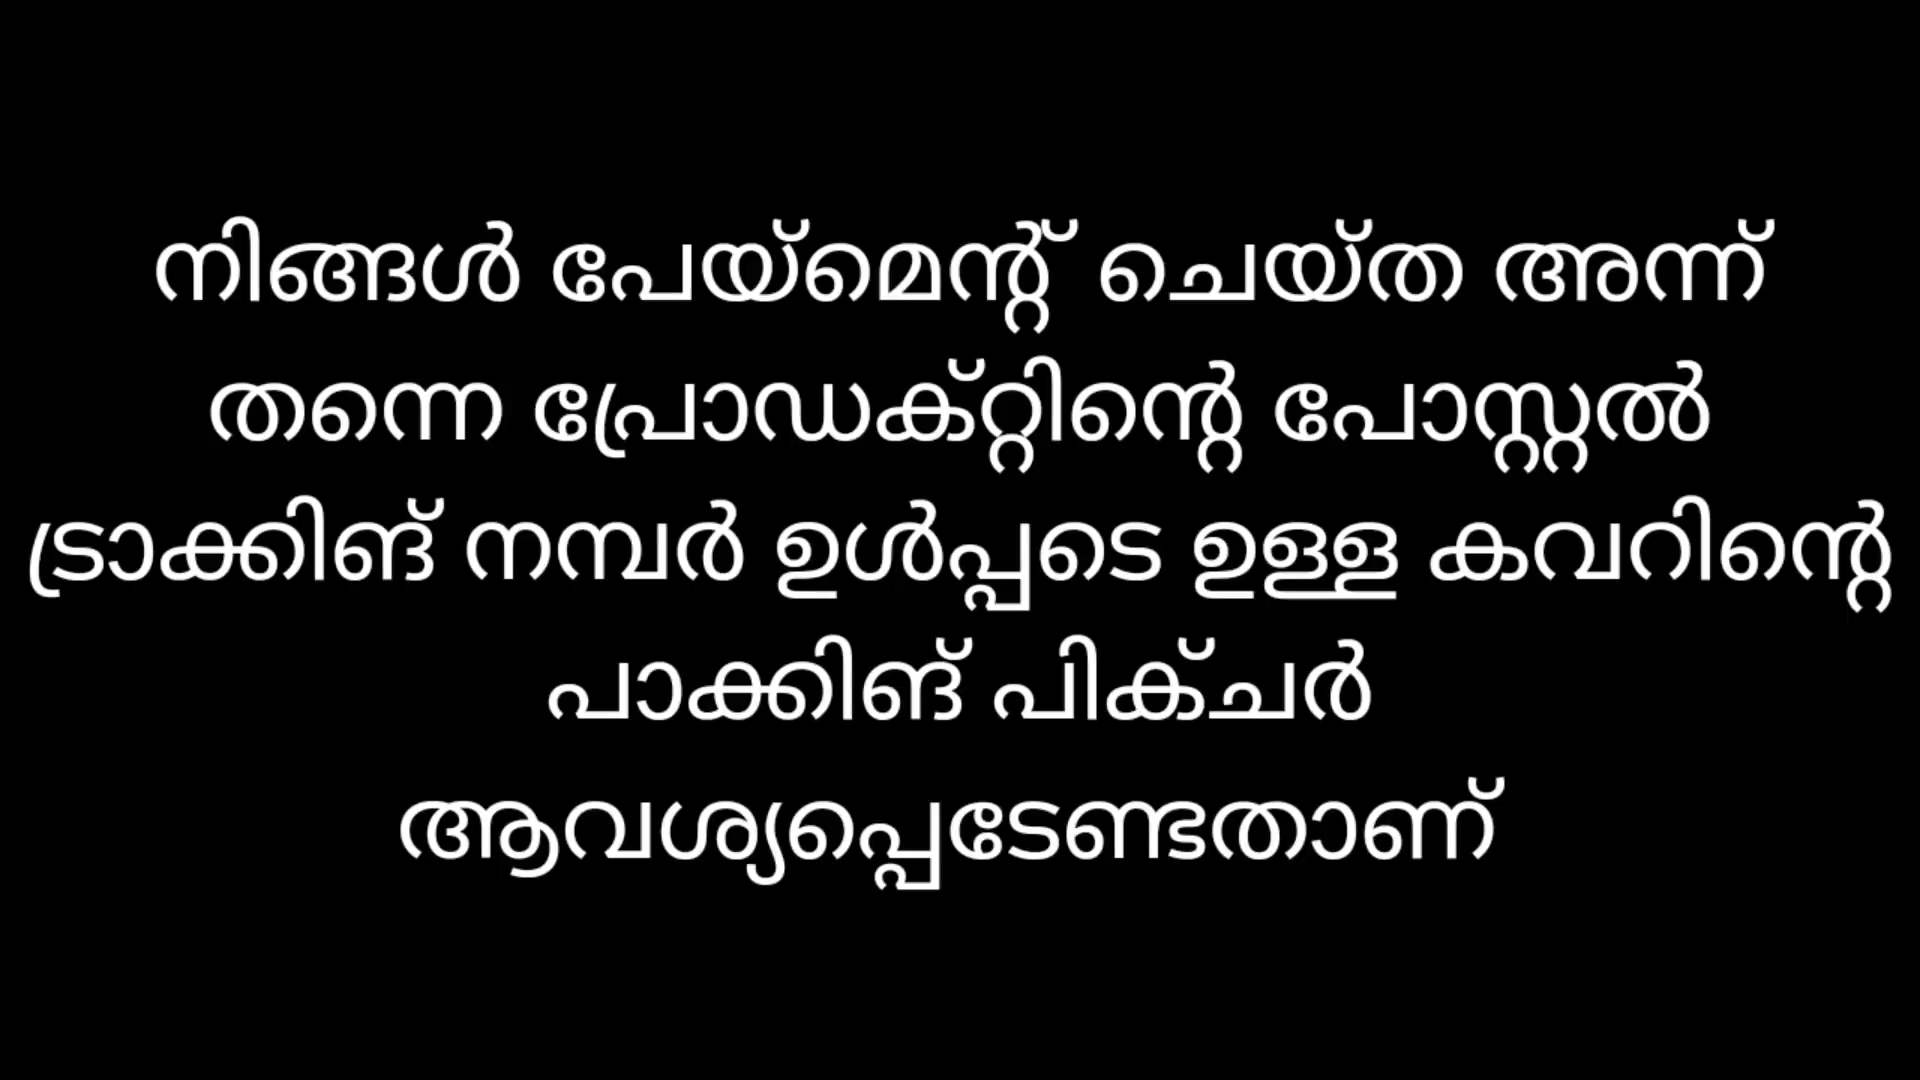 നിങ്ങൾ പേയ്മെന്റ് ചെയ്ത അന്ന്
തന്നെ പ്രോഡക്റ്റിന്റെ പോസ്റ്റൽ
ട്രാക്കിങ് നമ്പർ ഉൾപ്പടെ ഉള്ള കവറിന്റെ
പാക്കിങ് പിക്ചർ
ആവശ്യപ്പെടേണ്ടതാണ്